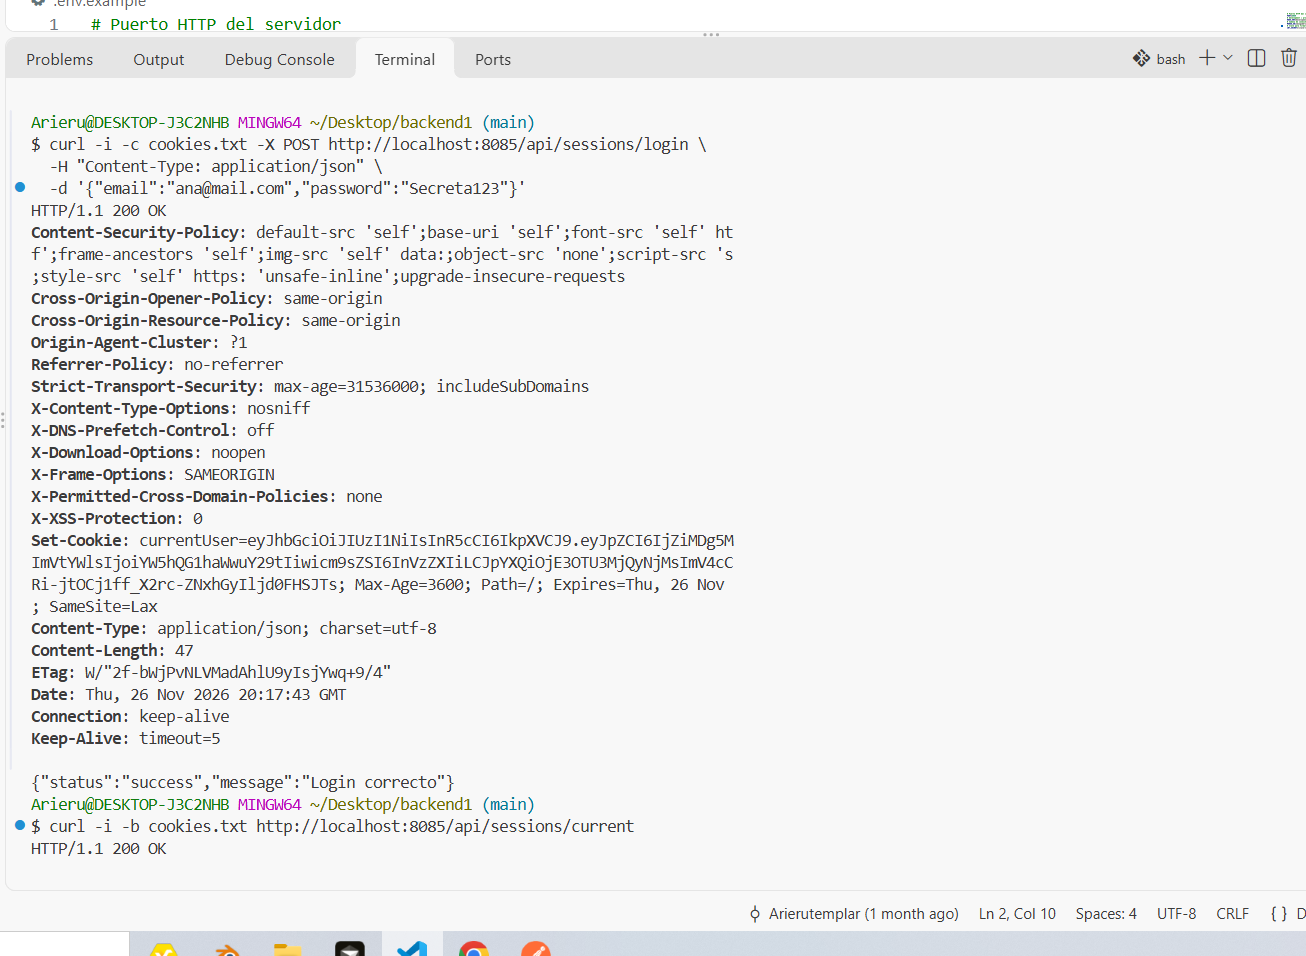 .env.example
1 # Puerto HTTP del servidor
Problems Output Debug Console Terminal Ports bash
Arieru@DESKTOP-J3C2NHB MINGW64 ~/Desktop/backend1 (main)
$ curl -i -c cookies.txt -X POST http://localhost:8085/api/sessions/login \
-H "Content-Type: application/json" \
-d '{"email":"ana@mail.com","password":"Secreta123"}'
HTTP/1.1 200 OK
Content-Security-Policy: default-src 'self';base-uri 'self';font-src 'self' ht
f';frame-ancestors 'self';img-src 'self' data:;object-src 'none';script-src 's
;style-src 'self' https: 'unsafe-inline';upgrade-insecure-requests
Cross-Origin-Opener-Policy: same-origin
Cross-Origin-Resource-Policy: same-origin
Origin-Agent-Cluster: ?1
Referrer-Policy: no-referrer
Strict-Transport-Security: max-age=31536000; includeSubDomains
X-Content-Type-Options: nosniff
X-DNS-Prefetch-Control: off
X-Download-Options: noopen
X-Frame-Options: SAMEORIGIN
X-Permitted-Cross-Domain-Policies: none
X-XSS-Protection: 0
Set-Cookie: currentUser=eyJhbGciOiJIUzI1NiIsInR5cCI6IkpXVCJ9.eyJpZCI6IjZiMDg5M
ImVtYWlsIjoiYW5hQG1haWwuY29tIiwicm9sZSI6InVzZXIiLCJpYXQiOjE3OTU3MjQyNjMsImV4cC
Ri-jtOCj1ff_X2rc-ZNxhGyIljd0FHSJTs; Max-Age=3600; Path=/; Expires=Thu, 26 Nov
; SameSite=Lax
Content-Type: application/json; charset=utf-8
Content-Length: 47
ETag: W/"2f-bWjPvNLVMadAhlU9yIsjYwq+9/4"
Date: Thu, 26 Nov 2026 20:17:43 GMT
Connection: keep-alive
Keep-Alive: timeout=5
{"status":"success","message":"Login correcto"}
Arieru@DESKTOP-J3C2NHB MINGW64 ~/Desktop/backend1 (main)
$ curl -i -b cookies.txt http://localhost:8085/api/sessions/current
HTTP/1.1 200 OK
Arierutemplar (1 month ago) Ln 2, Col 10 Spaces: 4 UTF-8 CRLF { } D